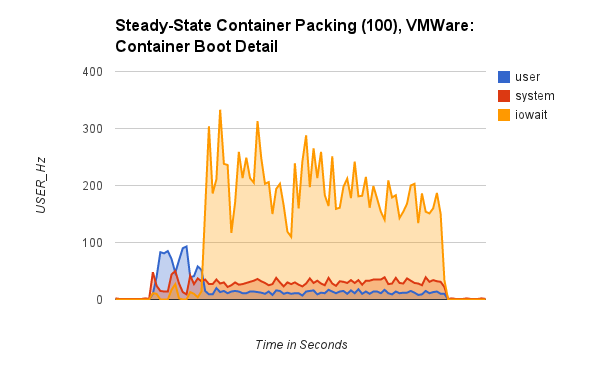 Steady-State Container Packing (100), VMWare:
Container Boot Detail
400
300
200
100
0
USER_Hz
Time in Seconds
user
system
iowait